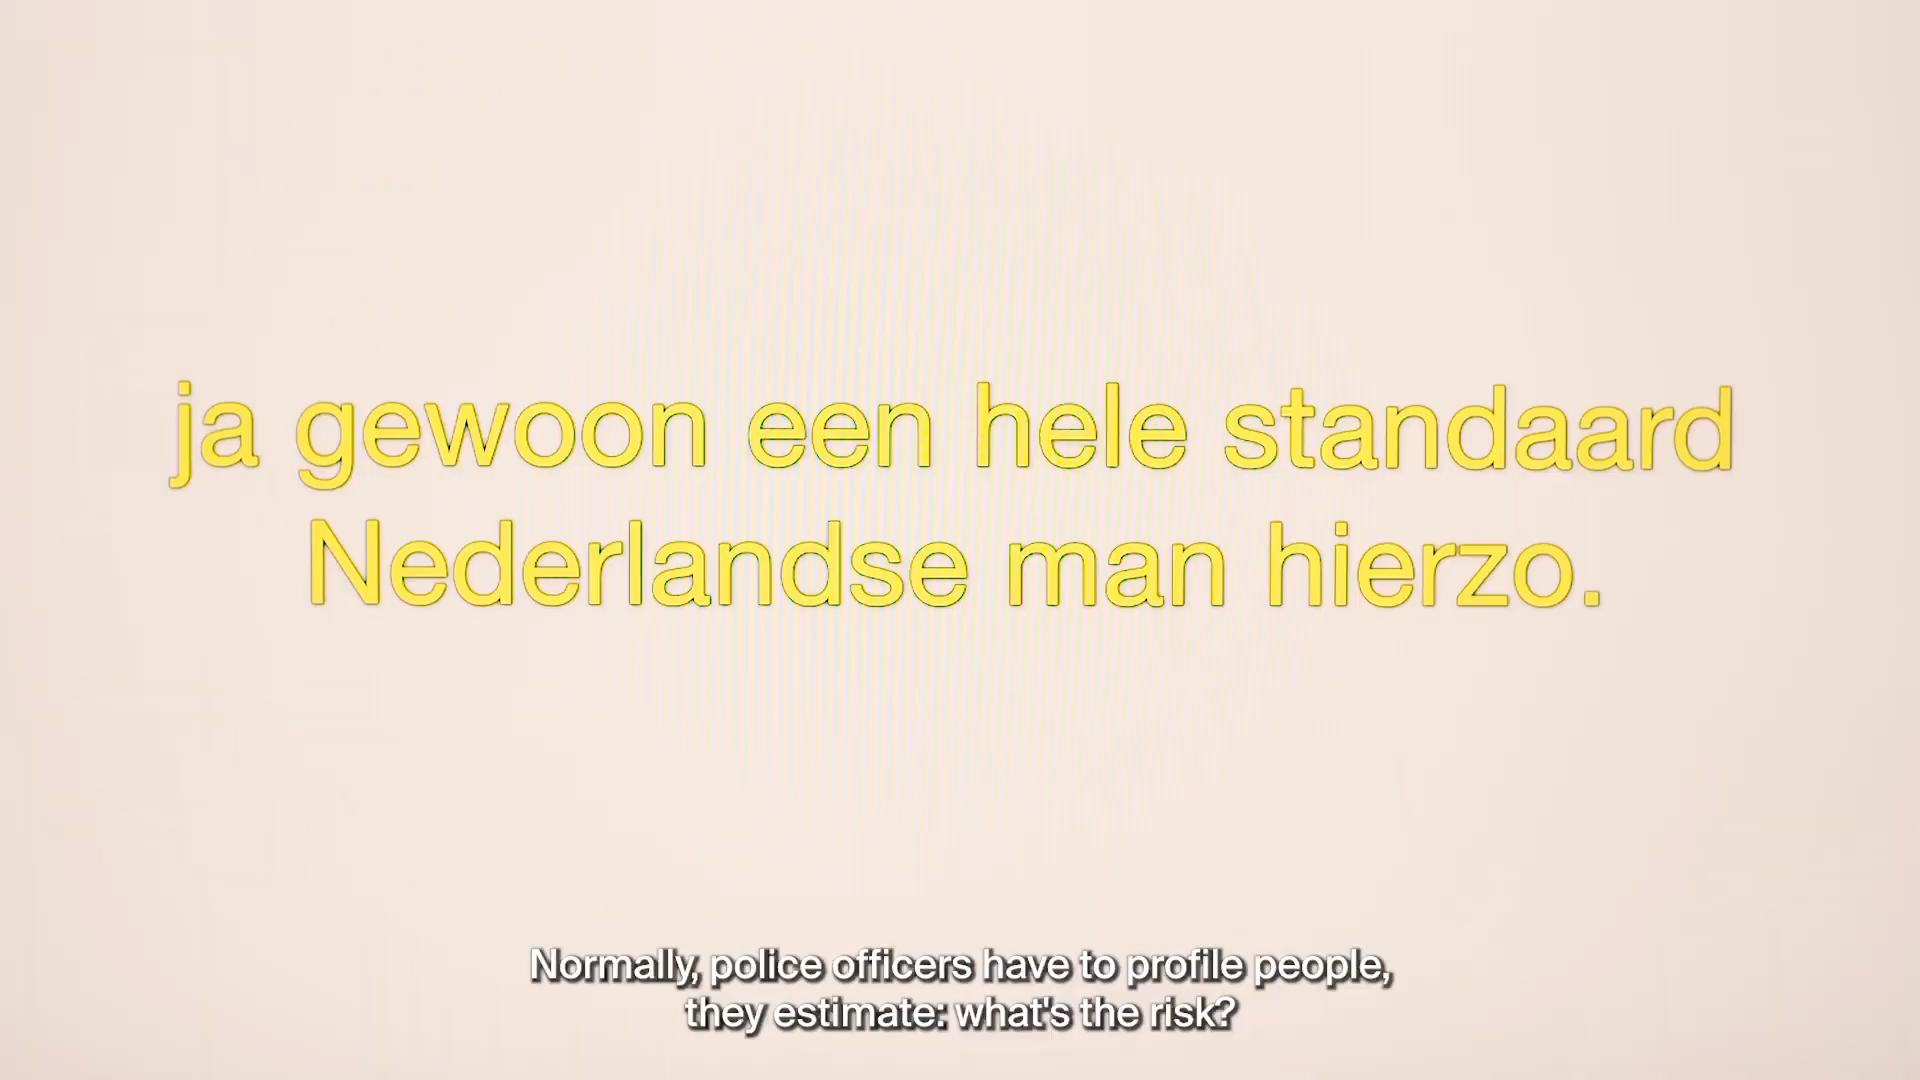 ja gewoon een hele standaard
Nederlandse man hierzo.
Normally, police officers have to profile people,
they estimate: what's the risk?